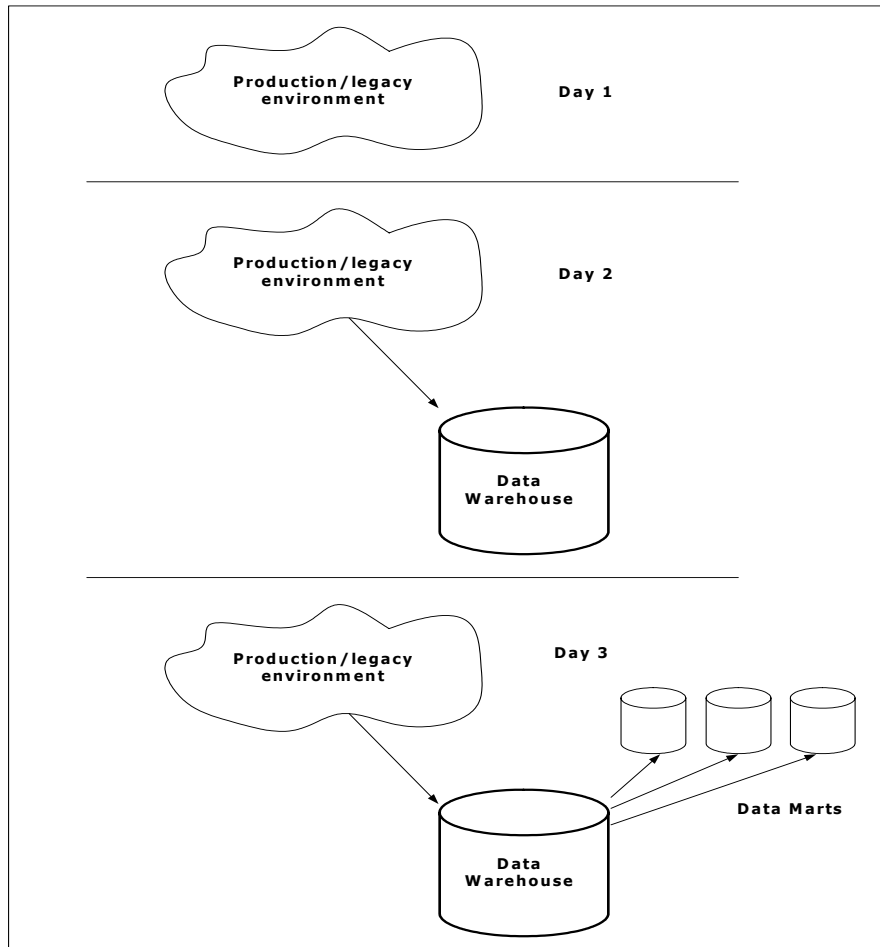 Production/legacy
environment
Day 1
Production/legacy
environment
Day 2
Data
Warehouse
Production/legacy
environment
Day 3
Data Marts
Data
Warehouse